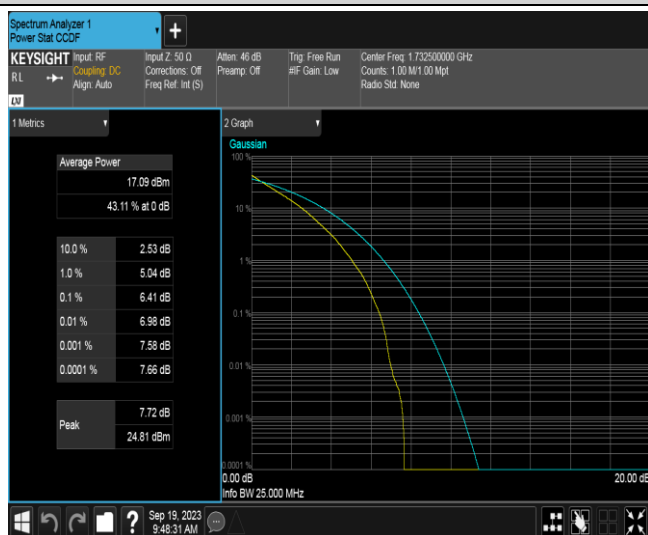 Spectrum Analyzer 1
Power Stat CCDF
KEYSIGHT
RL
LXI
Input: RF
Coupling: DC
Align: Auto
Input Z: 50 Ω
Corrections: Off
Freq Ref: Int (S)
Atten: 46 dB
Preamp: Off
Trig: Free Run
#IF Gain: Low
Center Freq: 1.732500000 GHz
Counts: 1.00 M/1.00 Mpt
Radio Std: None
1 Metrics
Average Power
17.09 dBm
43.11 % at 0 dB
10.0 % 2.53 dB
1.0 % 5.04 dB
0.1 % 6.41 dB
0.01 % 6.98 dB
0.001 % 7.58 dB
0.0001 % 7.66 dB
Peak 7.72 dB
24.81 dBm
2 Graph
Gaussian
100 %
10 %
1 %
0.1 %
0.01 %
0.001 %
0.0001 %
0.00 dB 20.00 dB
Info BW 25.000 MHz
Sep 19, 2023
9:48:31 AM